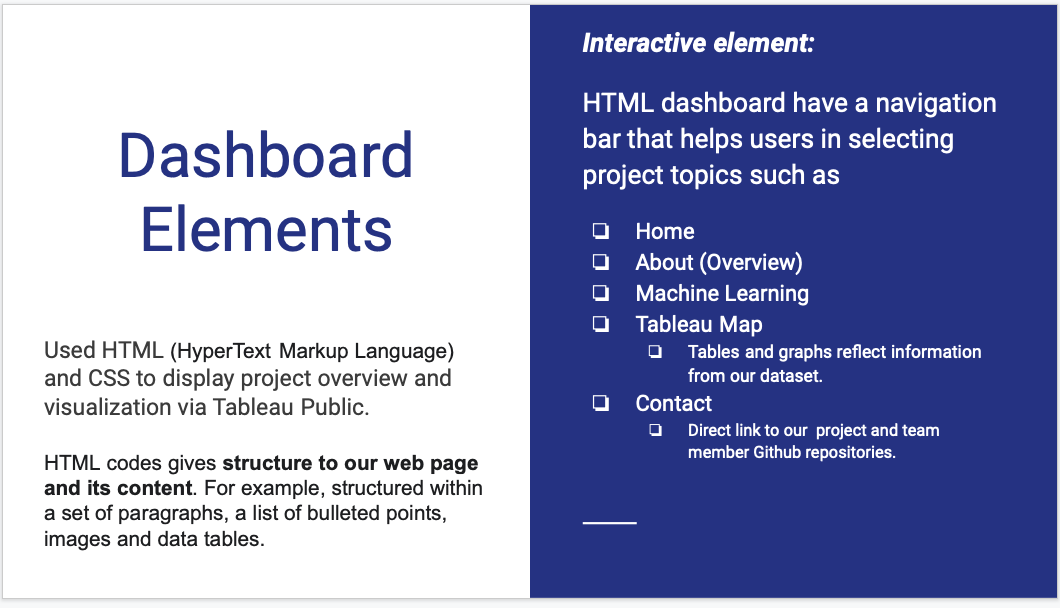 Dashboard
Elements
Used HTML (HyperText Markup Language)
and CSS to display project overview and
visualization via Tableau Public.
HTML codes gives structure to our web page
and its content. For example, structured within
a set of paragraphs, a list of bulleted points,
images and data tables.
Interactive element:
HTML dashboard have a navigation
bar that helps users in selecting
project topics such as
❏ Home
❏ About (Overview)
❏ Machine Learning
❏ Tableau Map
❏ Tables and graphs reflect information
from our dataset.
❏ Contact
❏ Direct link to our project and team
member Github repositories.